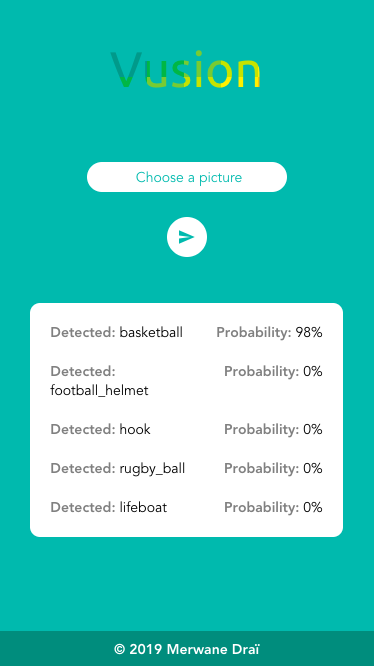 Vusion
Choose a picture
Detected: basketball Probability: 98%
Detected: Probability: 0%
football_helmet
Detected: hook Probability: 0%
Detected: rugby_ball Probability: 0%
Detected: lifeboat Probability: 0%
© 2019 Merwane Draï